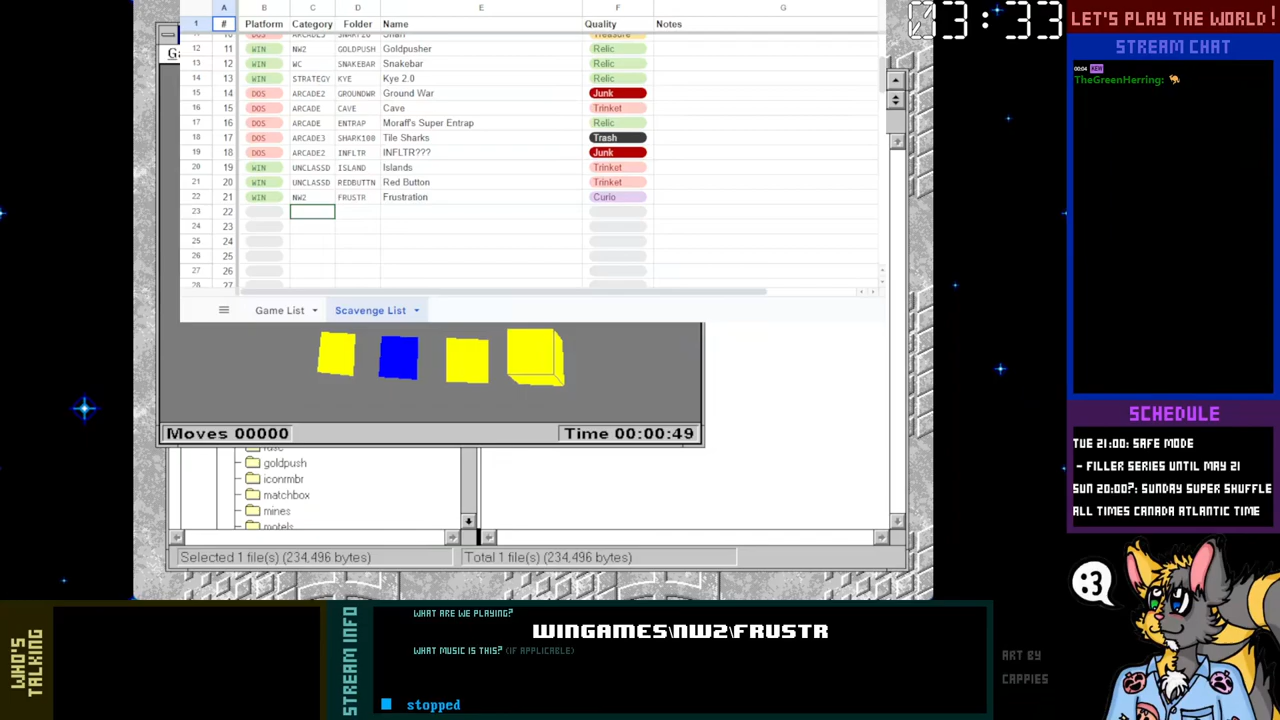 A B C D E F G
1 # Platform Category Folder Name Quality Notes
12 11 WIN NW2 GOLDPUSH Goldpusher Relic
13 12 WIN WC SNAKEBAR Snakebar Relic
14 13 WIN STRATEGY KYE Kye 2.0 Relic
15 14 DOS ARCADE2 GROUNDWR Ground War Junk
16 15 DOS ARCADE CAVE Cave Trinket
17 16 DOS ARCADE ENTRAP Moraff's Super Entrap Relic
18 17 DOS ARCADE3 SHARK100 Tile Sharks Trash
19 18 DOS ARCADE2 INFLTR INFLTR??? Junk
20 19 WIN UNCLASSD ISLAND Islands Trinket
21 20 WIN UNCLASSD REDBUTTN Red Button Trinket
22 21 WIN NW2 FRUSTR Frustration Curio
23 22
24 23
25 24
26 25
27 26
Game List Scavenge List
Moves 00000 Time 00:00:49
goldpush
iconrmbr
matchbox
mines
motels
Selected 1 file(s) (234,496 bytes) Total 1 file(s) (234,496 bytes)
03:33
LET'S PLAY THE WORLD!
STREAM CHAT
00:04 NEW
TheGreenHerring:
SCHEDULE
TUE 21:00: SAFE MODE
- FILLER SERIES UNTIL MAY 21
SUN 20:00?: SUNDAY SUPER SHUFFLE
ALL TIMES CANADA ATLANTIC TIME
:3
WHO'S TALKING
STREAM INFO
WHAT ARE WE PLAYING?
WINGAMES\NW2\FRUSTR
WHAT MUSIC IS THIS? (IF APPLICABLE)
stopped
ART BY
CAPPIES